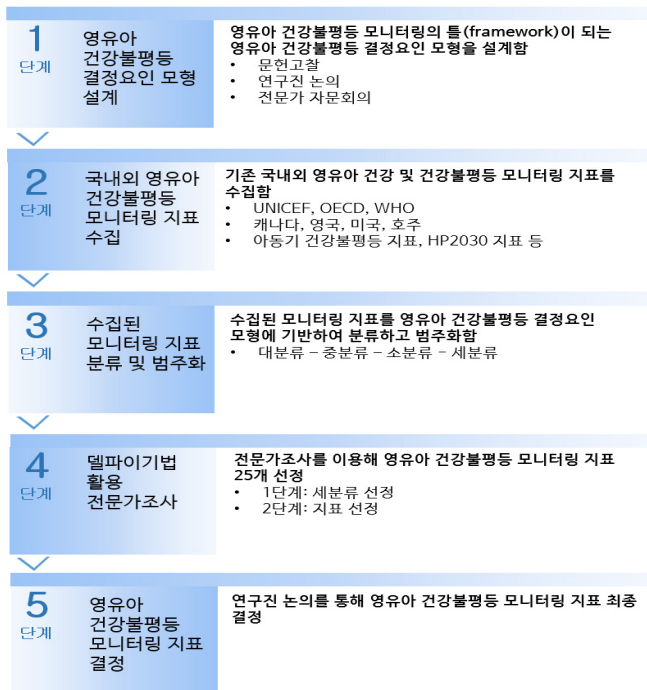 1
단계
영유아
건강불평등
결정요인 모형
설계
영유아 건강불평등 모니터링의 틀(framework)이 되는
영유아 건강불평등 결정요인 모형을 설계함
• 문헌고찰
• 연구진 논의
• 전문가 자문회의
2
단계
국내외 영유아
건강불평등
모니터링 지표
수집
기존 국내외 영유아 건강 및 건강불평등 모니터링 지표를
수집함
• UNICEF, OECD, WHO
• 캐나다, 영국, 미국, 호주
• 아동기 건강불평등 지표, HP2030 지표 등
3
단계
수집된
모니터링 지표
분류 및 범주화
수집된 모니터링 지표를 영유아 건강불평등 결정요인
모형에 기반하여 분류하고 범주화함
• 대분류 – 중분류 – 소분류 – 세분류
4
단계
델파이기법
활용
전문가조사
전문가조사를 이용해 영유아 건강불평등 모니터링 지표
25개 선정
• 1단계: 세분류 선정
• 2단계: 지표 선정
5
단계
영유아
건강불평등
모니터링 지표
결정
연구진 논의를 통해 영유아 건강불평등 모니터링 지표 최종
결정